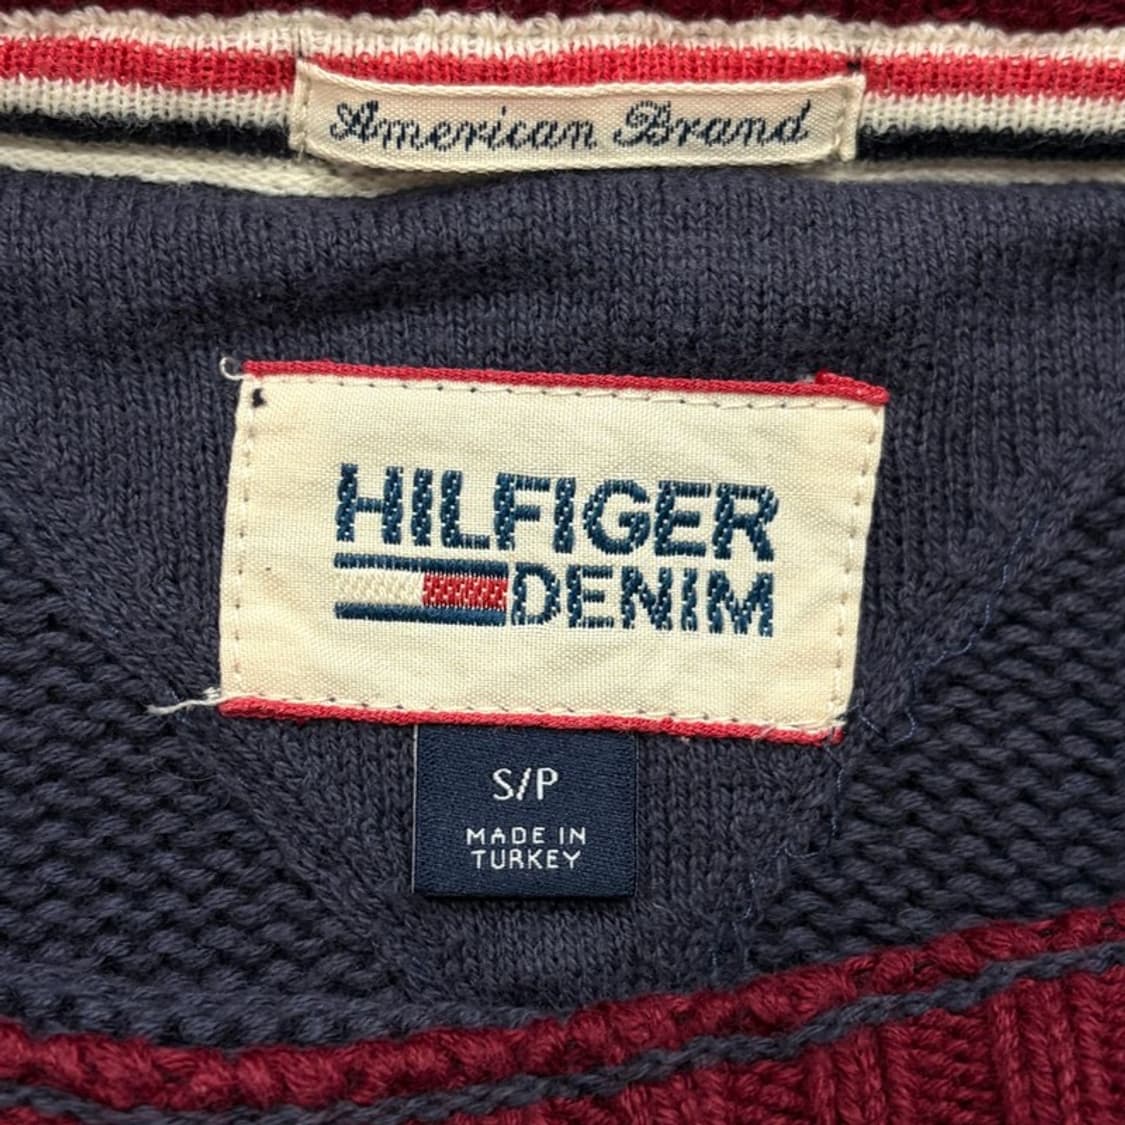 American Brand
HILFIGER
DENIM
S/P
MADE IN
TURKEY